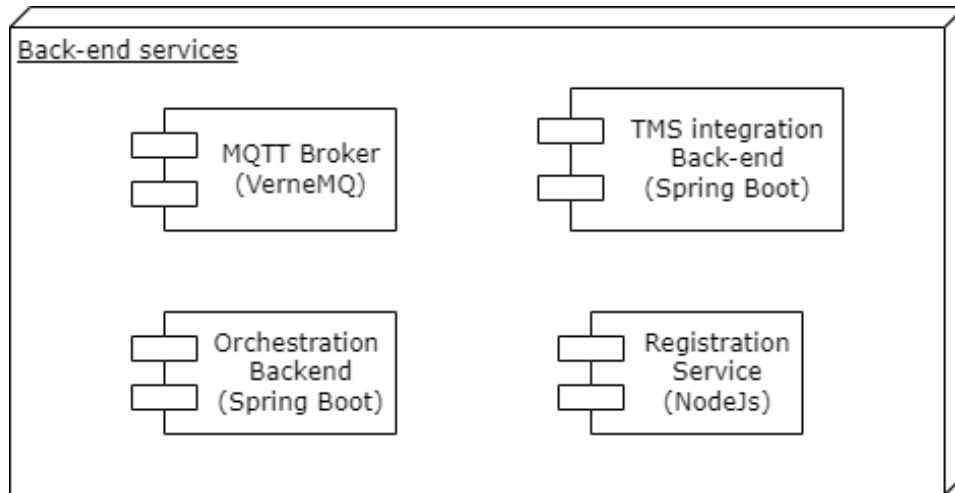 Back-end services
MQTT Broker
(VerneMQ)
TMS integration
Back-end
(Spring Boot)
Orchestration
Backend
(Spring Boot)
Registration
Service
(NodeJs)